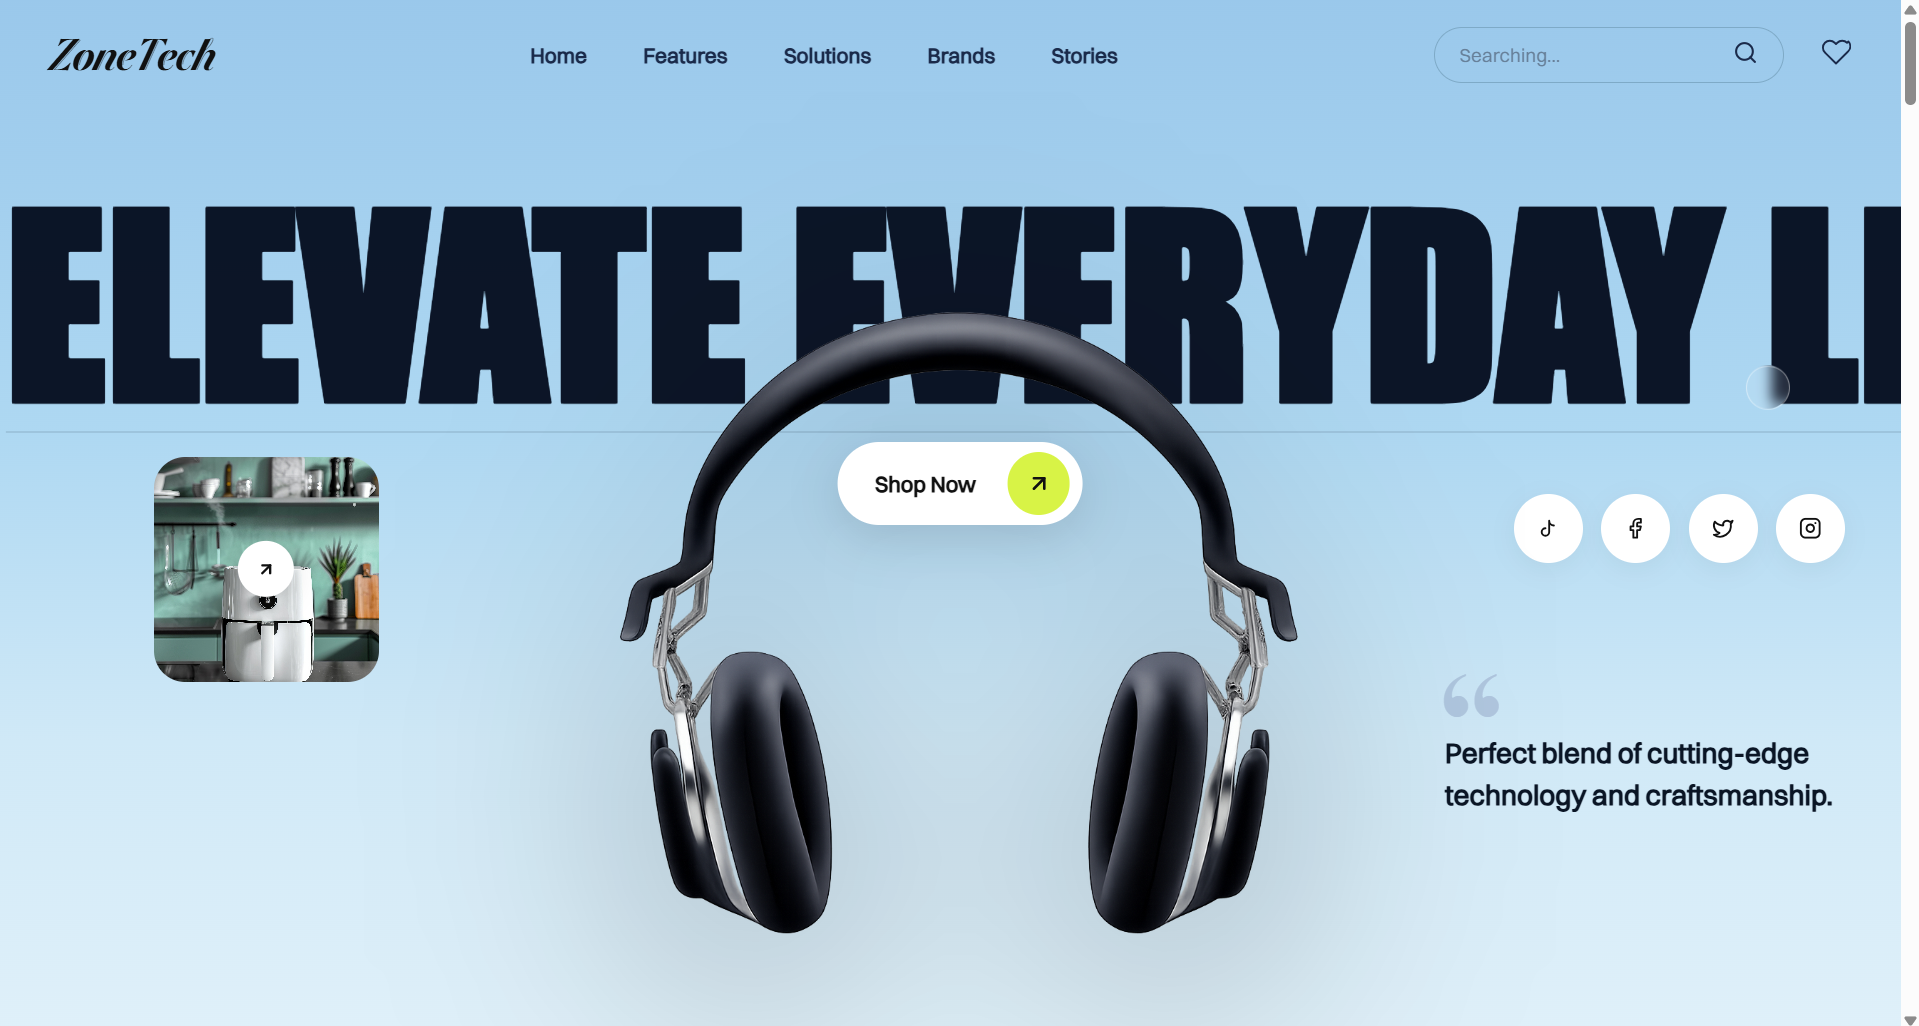 ZoneTech
Home
Features
Solutions
Brands
Stories
Searching...
ELEVATE EVERYDAY
Shop Now
“
Perfect blend of cutting-edge
technology and craftsmanship.